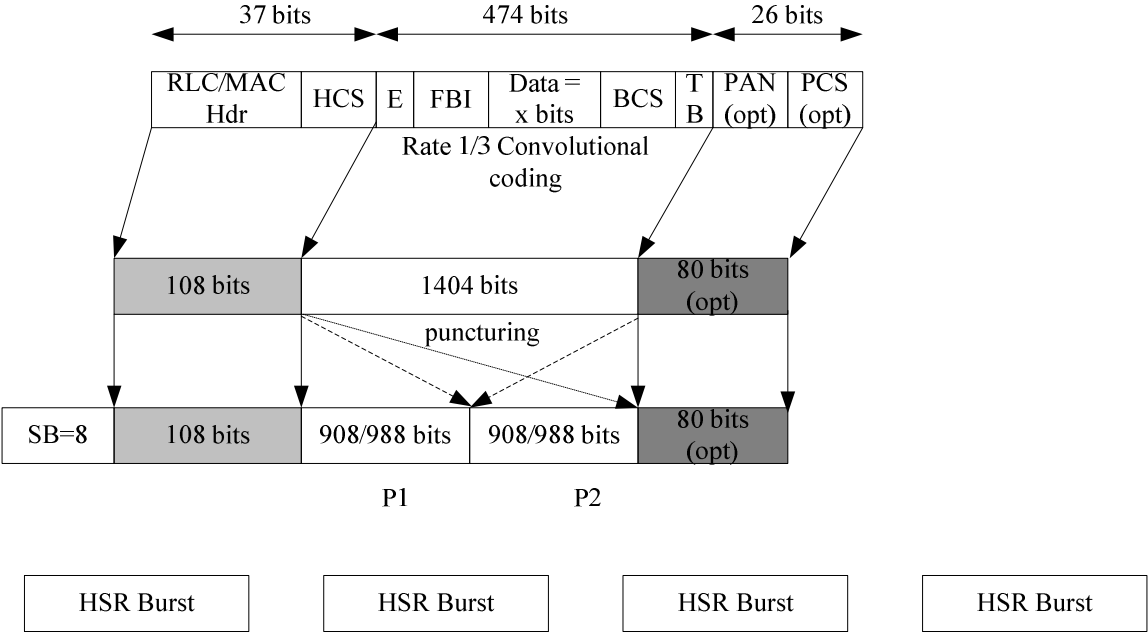 37 bits
474 bits
26 bits
RLC/MAC
Hdr
HCS
E
FBI
Data =
x bits
BCS
T
B
PAN
(opt)
PCS
(opt)
Rate 1/3 Convolutional
coding
108 bits
1404 bits
80 bits
(opt)
puncturing
SB=8
108 bits
908/988 bits
908/988 bits
80 bits
(opt)
P1
P2
HSR Burst
HSR Burst
HSR Burst
HSR Burst